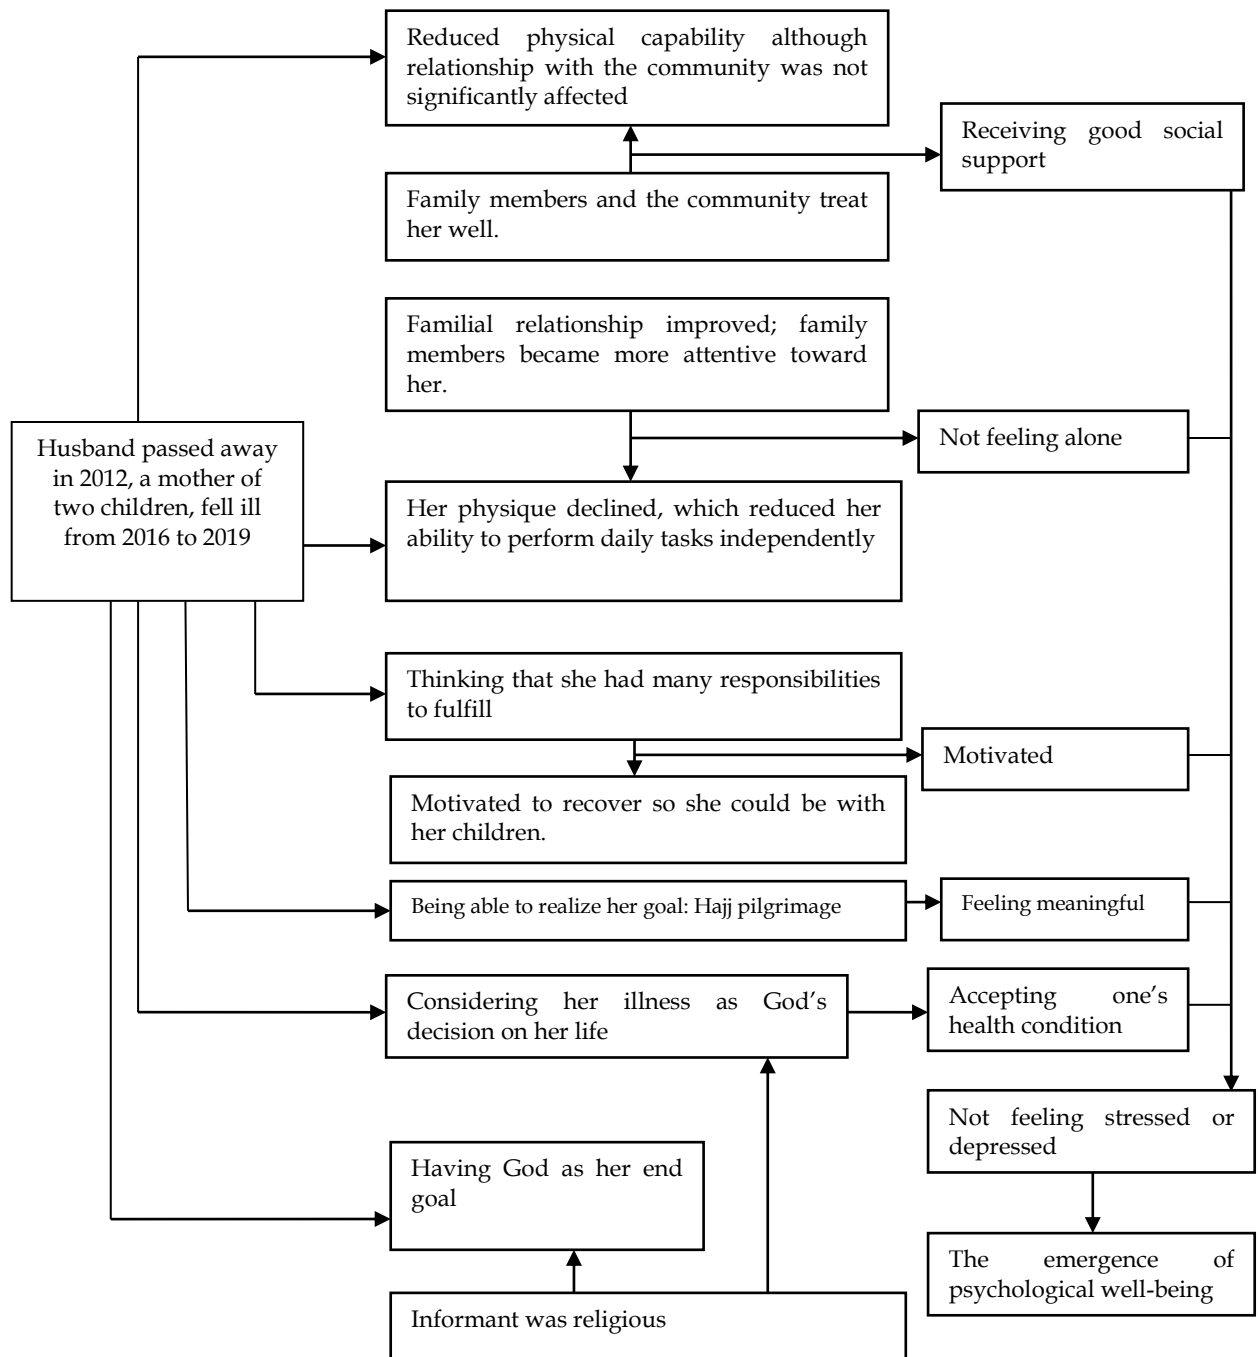 Reduced physical capability although
relationship with the community was not
significantly affected
Receiving good social
support
Family members and the community treat
her well.
Familial relationship improved; family
members became more attentive toward
her.
Not feeling alone
Husband passed away
in 2012, a mother of
two children, fell ill
from 2016 to 2019
Her physique declined, which reduced her
ability to perform daily tasks independently
Thinking that she had many responsibilities
to fulfill
Motivated
Motivated to recover so she could be with
her children.
Being able to realize her goal: Hajj pilgrimage
Feeling meaningful
Considering her illness as God’s
decision on her life
Accepting one’s
health condition
Not feeling stressed or
depressed
Having God as her end
goal
The emergence of
psychological well-being
Informant was religious